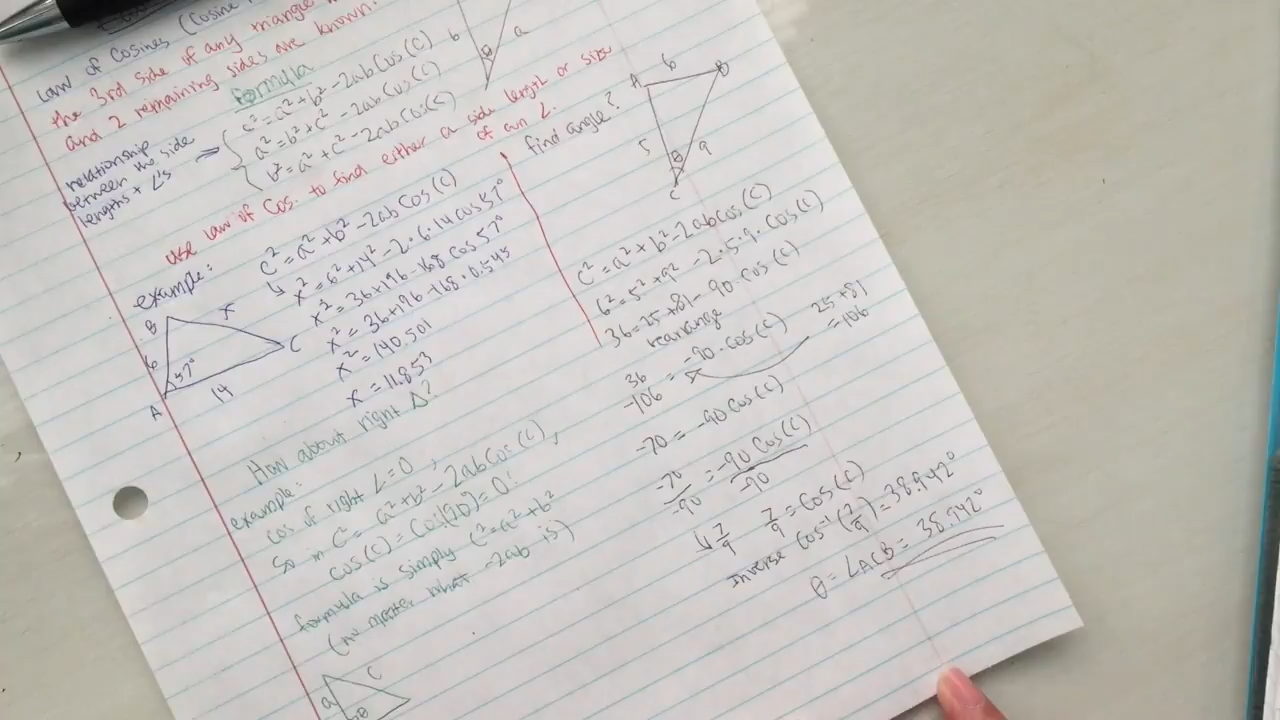 Law of Cosines (Cosine
the 3rd side of any triangle
and 2 remaining sides are known.
formula
relationship
between the side
lengths + ∠'s
⇒ { c² = a² + b² - 2ab Cos(C)
a² = b² + c² - 2ab Cos(C)
b² = a² + c² - 2ab Cos(C)
b a θ
use law of Cos. to find either a side length or size
of an ∠.
example:
c² = a² + b² - 2ab Cos(C)
↳ x² = 6² + 14² - 2·6·14 cos 57°
x² = 36 + 196 - 168 cos 57°
x² = 36 + 196 - 168 · 0.545
x² = 140.501
x = 11.853
B x
6 57° C
A 14
How about right Δ?
example:
cos of right ∠ = 0,
so in C² = a² + b² - 2ab Cos(C),
cos(C) = Cos(90) = 0!
formula is simply C² = a² + b²
(no matter what -2ab is)
a C
θ
find angle?
A 6 B
5 θ 9
C
c² = a² + b² - 2ab cos(C)
6² = 5² + 9² - 2·5·9·Cos(C)
36 = 25 + 81 - 90·cos(C)
rearrange
25 + 81
= 106
36 = -90·cos(C)
-106
-70 = -90 Cos(C)
-70 = -90 Cos(C)
-90 -90
↳ 7/9 7/9 = Cos(C)
Inverse Cos⁻¹(7/9) = 38.942°
θ = ∠ACB = 38.942°